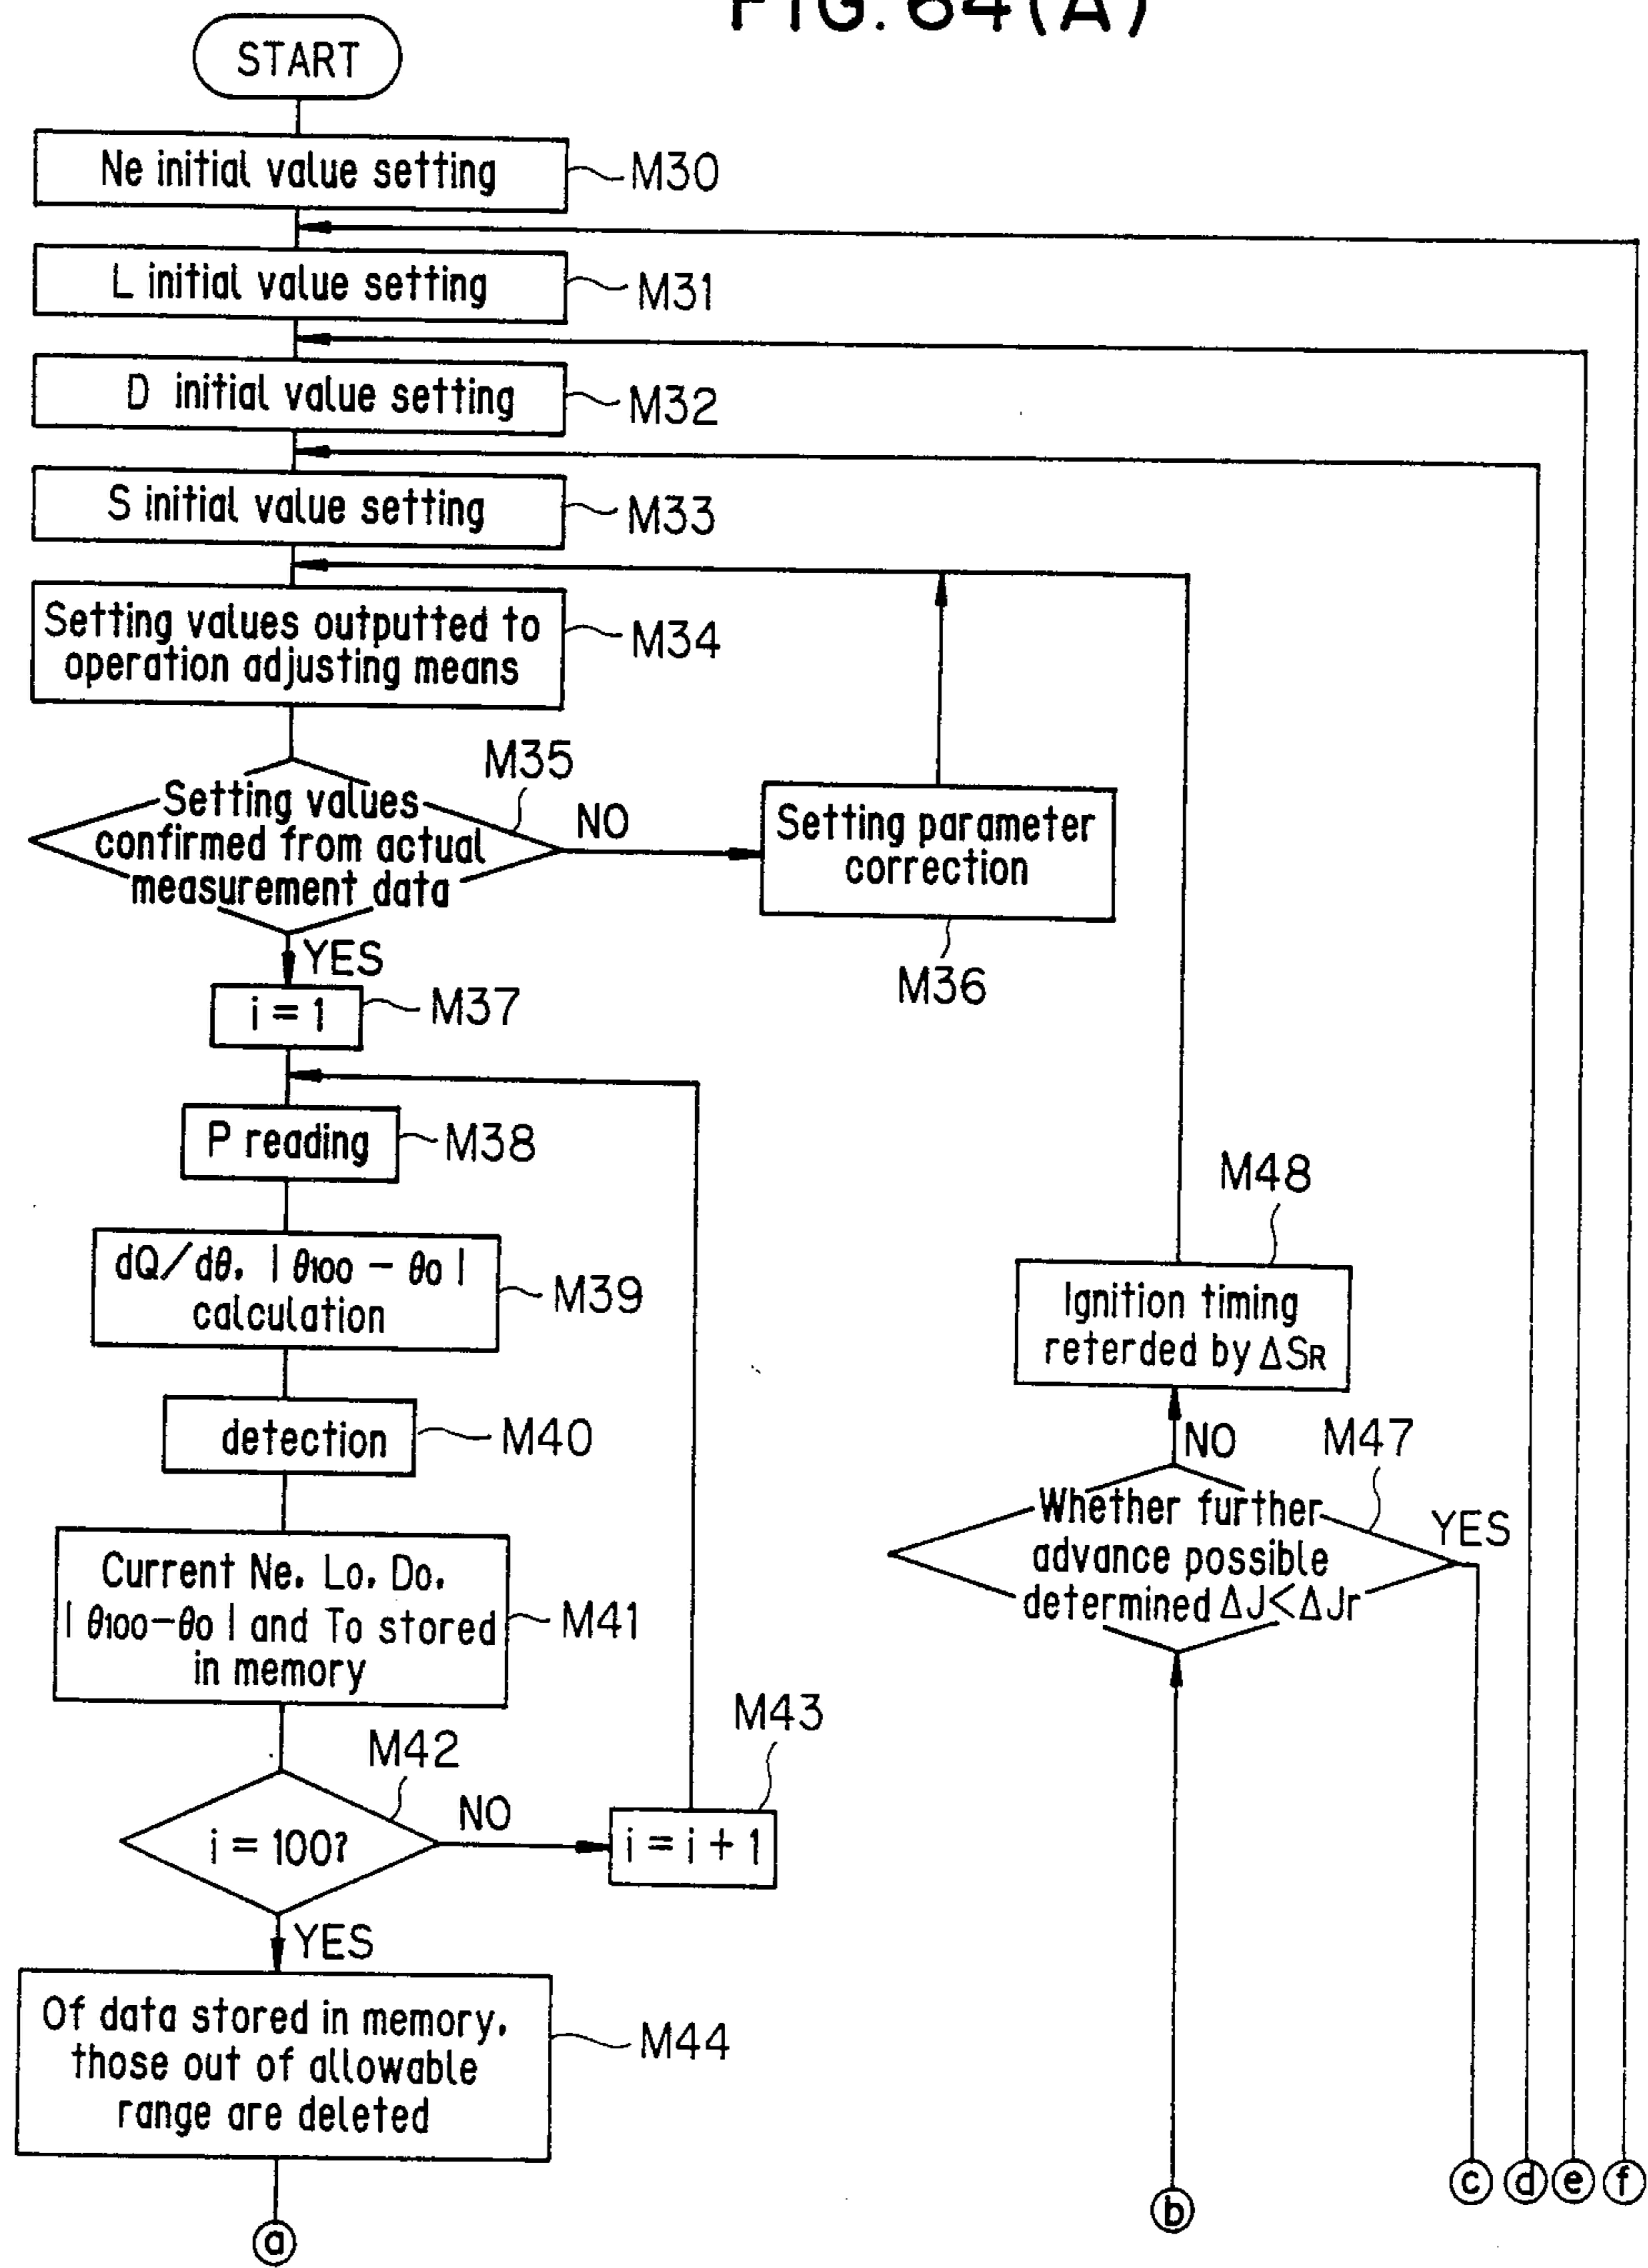 FIG. 64(A)
START
Ne initial value setting
M30
L initial value setting
M31
D initial value setting
M32
S initial value setting
M33
Setting values outputted to
operation adjusting means
M34
M35
Setting values
confirmed from actual
measurement data
NO
Setting parameter
correction
M36
YES
i = 1
M37
P reading
M38
dQ/dθ, | θ100 - θ0 |
calculation
M39
detection
M40
Current Ne, Lo, Do,
| θ100-θ0 | and To stored
in memory
M41
M42
i = 100?
NO
M43
i = i + 1
YES
Of data stored in memory,
those out of allowable
range are deleted
M44
a
M48
Ignition timing
reterded by ΔSR
NO
M47
Whether further
advance possible
determined ΔJ<ΔJr
YES
b
c d e f